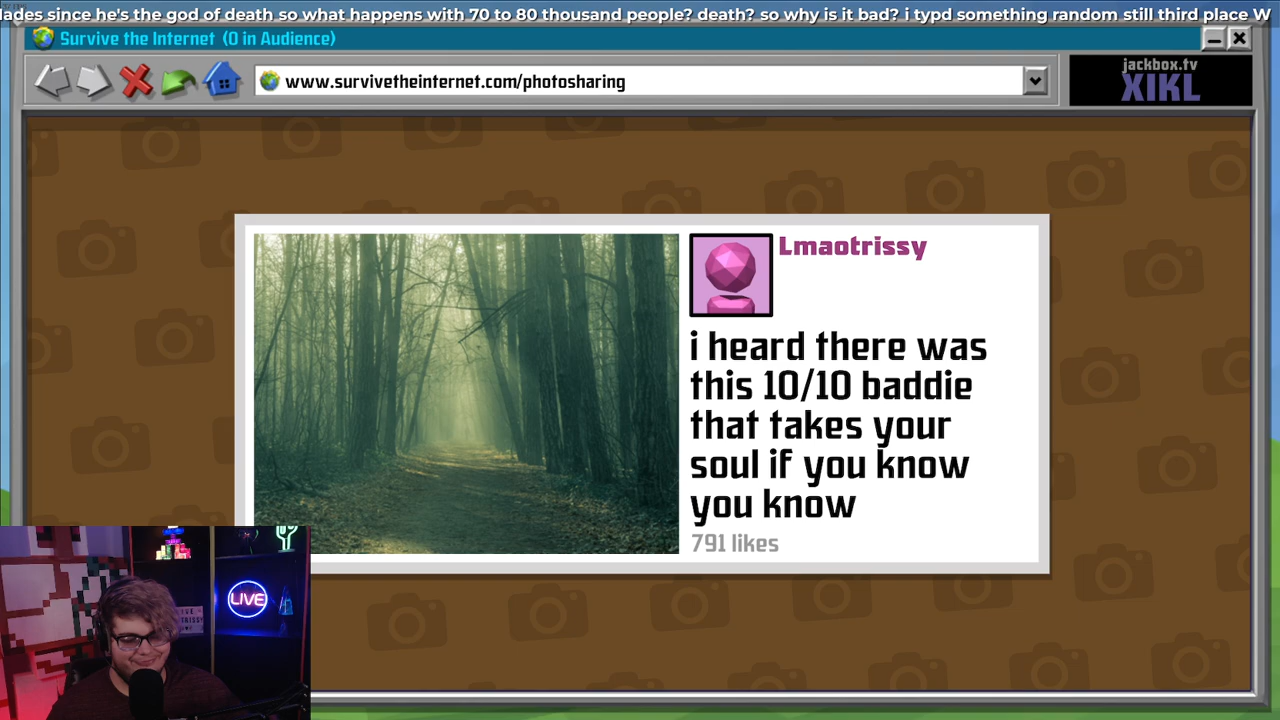 lades since he's the god of death so what happens with 70 to 80 thousand people? death? so why is it bad? i typd something random still third place W
Survive the Internet (0 in Audience)
www.survivetheinternet.com/photosharing
jackbox.tv
XIKL
Lmaotrissy
i heard there was
this 10/10 baddie
that takes your
soul if you know
you know
791 likes
LIVE